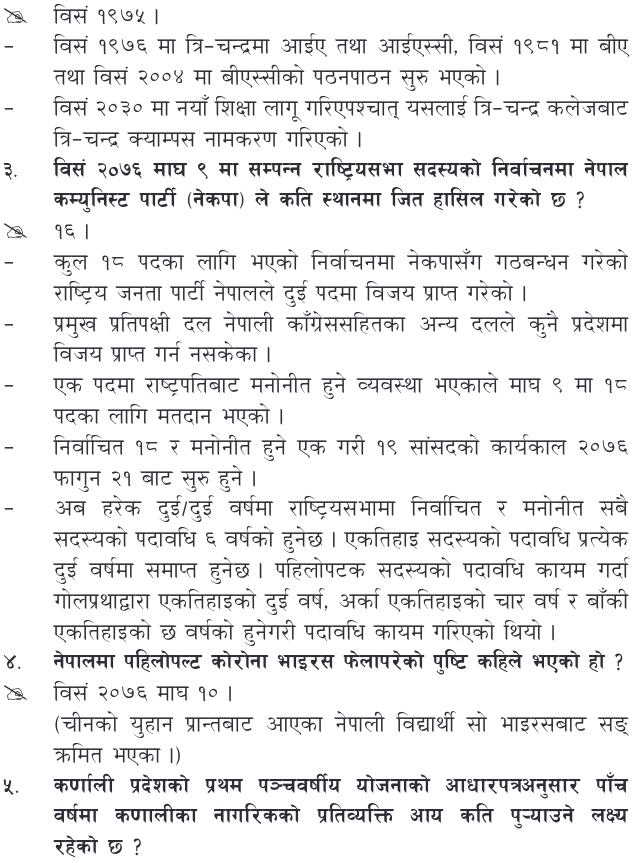 विसं १९७५ ।
– विसं १९७६ मा त्रि-चन्द्रमा आईए तथा आईएस्सी, विसं १९८१ मा बीए
तथा विसं २००४ मा बीएस्सीको पठनपाठन सुरु भएको ।
– विसं २०३० मा नयाँ शिक्षा लागू गरिएपश्चात् यसलाई त्रि-चन्द्र कलेजबाट
त्रि-चन्द्र क्याम्पस नामकरण गरिएको ।
३. विसं २०७६ माघ ९ मा सम्पन्न राष्ट्रियसभा सदस्यको निर्वाचनमा नेपाल
कम्युनिस्ट पार्टी (नेकपा) ले कति स्थानमा जित हासिल गरेको छ ?
१६ ।
– कुल १८ पदका लागि भएको निर्वाचनमा नेकपासँग गठबन्धन गरेको
राष्ट्रिय जनता पार्टी नेपालले दुई पदमा विजय प्राप्त गरेको ।
– प्रमुख प्रतिपक्षी दल नेपाली काँग्रेससहितका अन्य दलले कुनै प्रदेशमा
विजय प्राप्त गर्न नसकेका ।
– एक पदमा राष्ट्रपतिबाट मनोनीत हुने व्यवस्था भएकाले माघ ९ मा १८
पदका लागि मतदान भएको ।
– निर्वाचित १८ र मनोनीत हुने एक गरी १९ सांसदको कार्यकाल २०७६
फागुन २१ बाट सुरु हुने ।
– अब हरेक दुई/दुई वर्षमा राष्ट्रियसभामा निर्वाचित र मनोनीत सबै
सदस्यको पदावधि ६ वर्षको हुनेछ । एकतिहाइ सदस्यको पदावधि प्रत्येक
दुई वर्षमा समाप्त हुनेछ । पहिलोपटक सदस्यको पदावधि कायम गर्दा
गोलप्रथाद्वारा एकतिहाइको दुई वर्ष, अर्का एकतिहाइको चार वर्ष र बाँकी
एकतिहाइको छ वर्षको हुनेगरी पदावधि कायम गरिएको थियो ।
४. नेपालमा पहिलोपल्ट कोरोना भाइरस फेलापरेको पुष्टि कहिले भएको हो ?
विसं २०७६ माघ १० ।
(चीनको युहान प्रान्तबाट आएका नेपाली विद्यार्थी सो भाइरसबाट सङ्
क्रमित भएका ।)
५. कर्णाली प्रदेशको प्रथम पञ्चवर्षीय योजनाको आधारपत्रअनुसार पाँच
वर्षमा कणालीका नागरिकको प्रतिव्यक्ति आय कति पुऱ्याउने लक्ष्य
रहेको छ ?